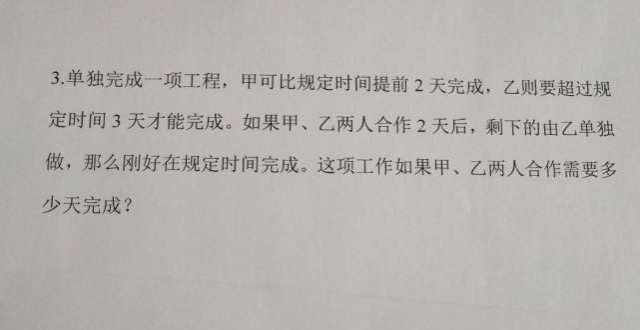 3.单独完成一项工程，甲可比规定时间提前 2 天完成，乙则要超过规
定时间 3 天才能完成。如果甲、乙两人合作 2 天后，剩下的由乙单独
做，那么刚好在规定时间完成。这项工作如果甲、乙两人合作需要多
少天完成？